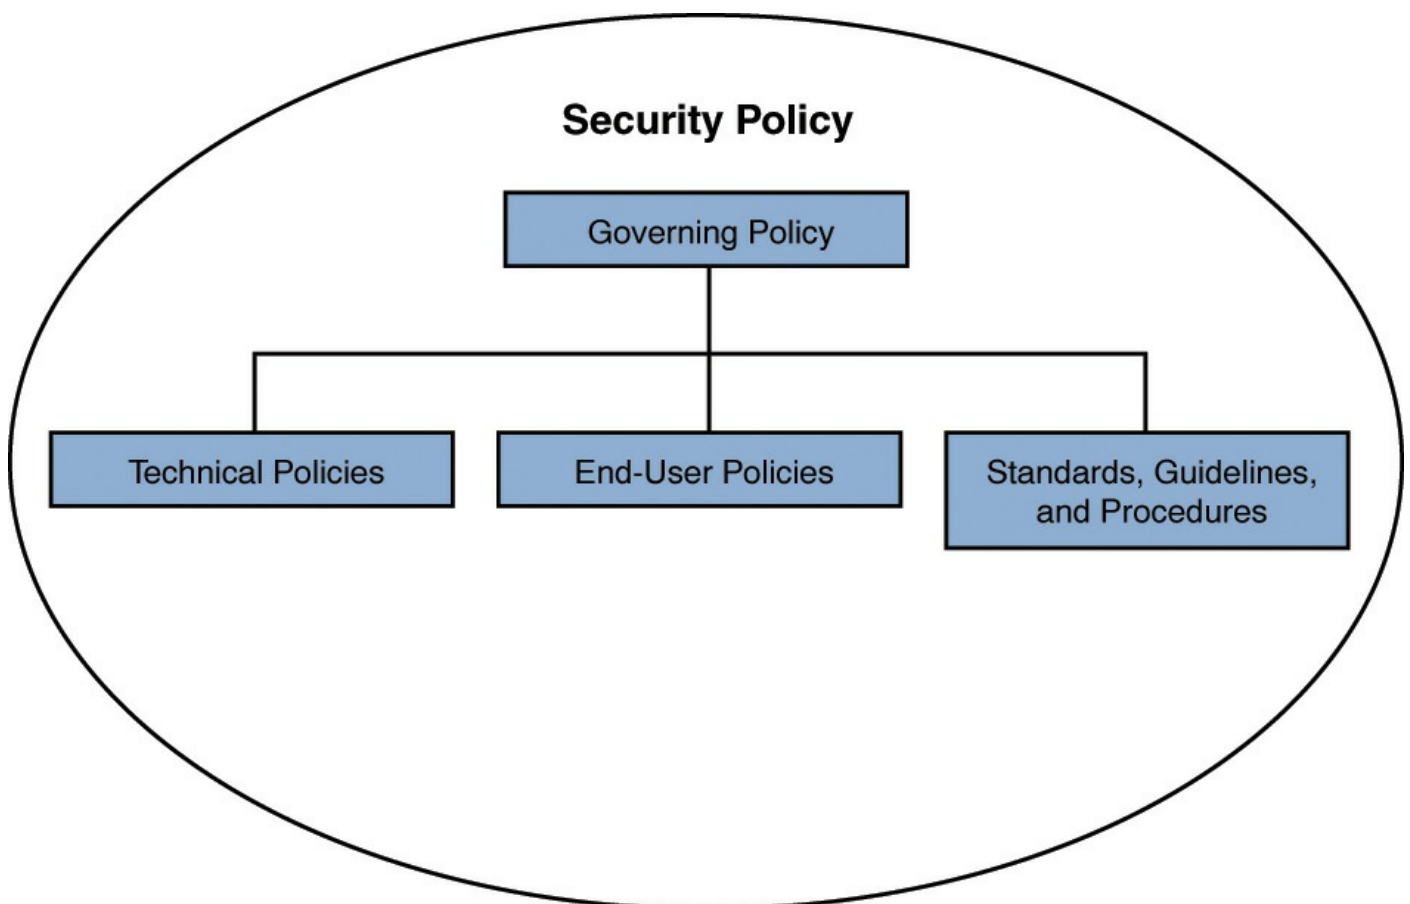 Security Policy
Governing Policy
Technical Policies
End-User Policies
Standards, Guidelines,
and Procedures